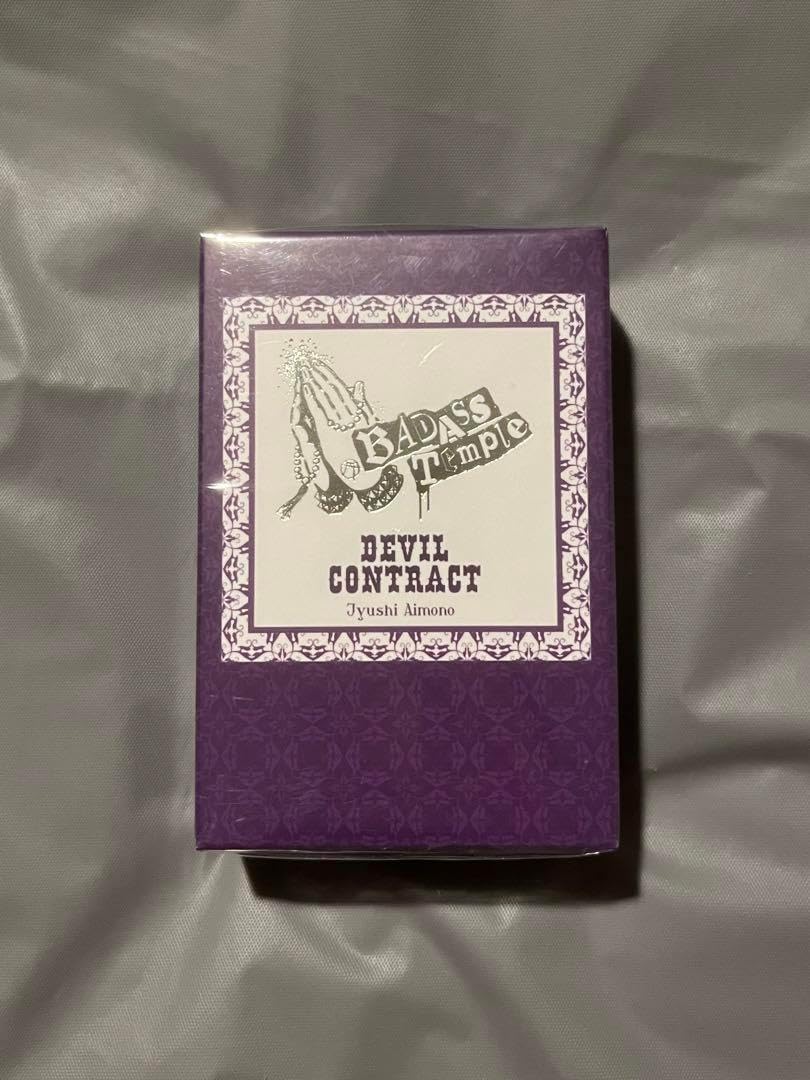 BADASS
Temple
DEVIL
CONTRACT
Jyushi Aimono